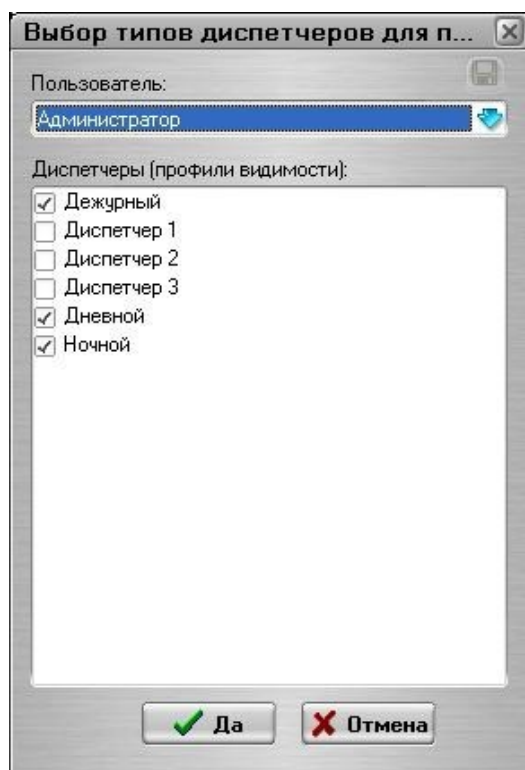 Выбор типов диспетчеров для п...
Пользователь:
Администратор
Диспетчеры (профили видимости):
Дежурный
Диспетчер 1
Диспетчер 2
Диспетчер 3
Дневной
Ночной
Да
Отмена